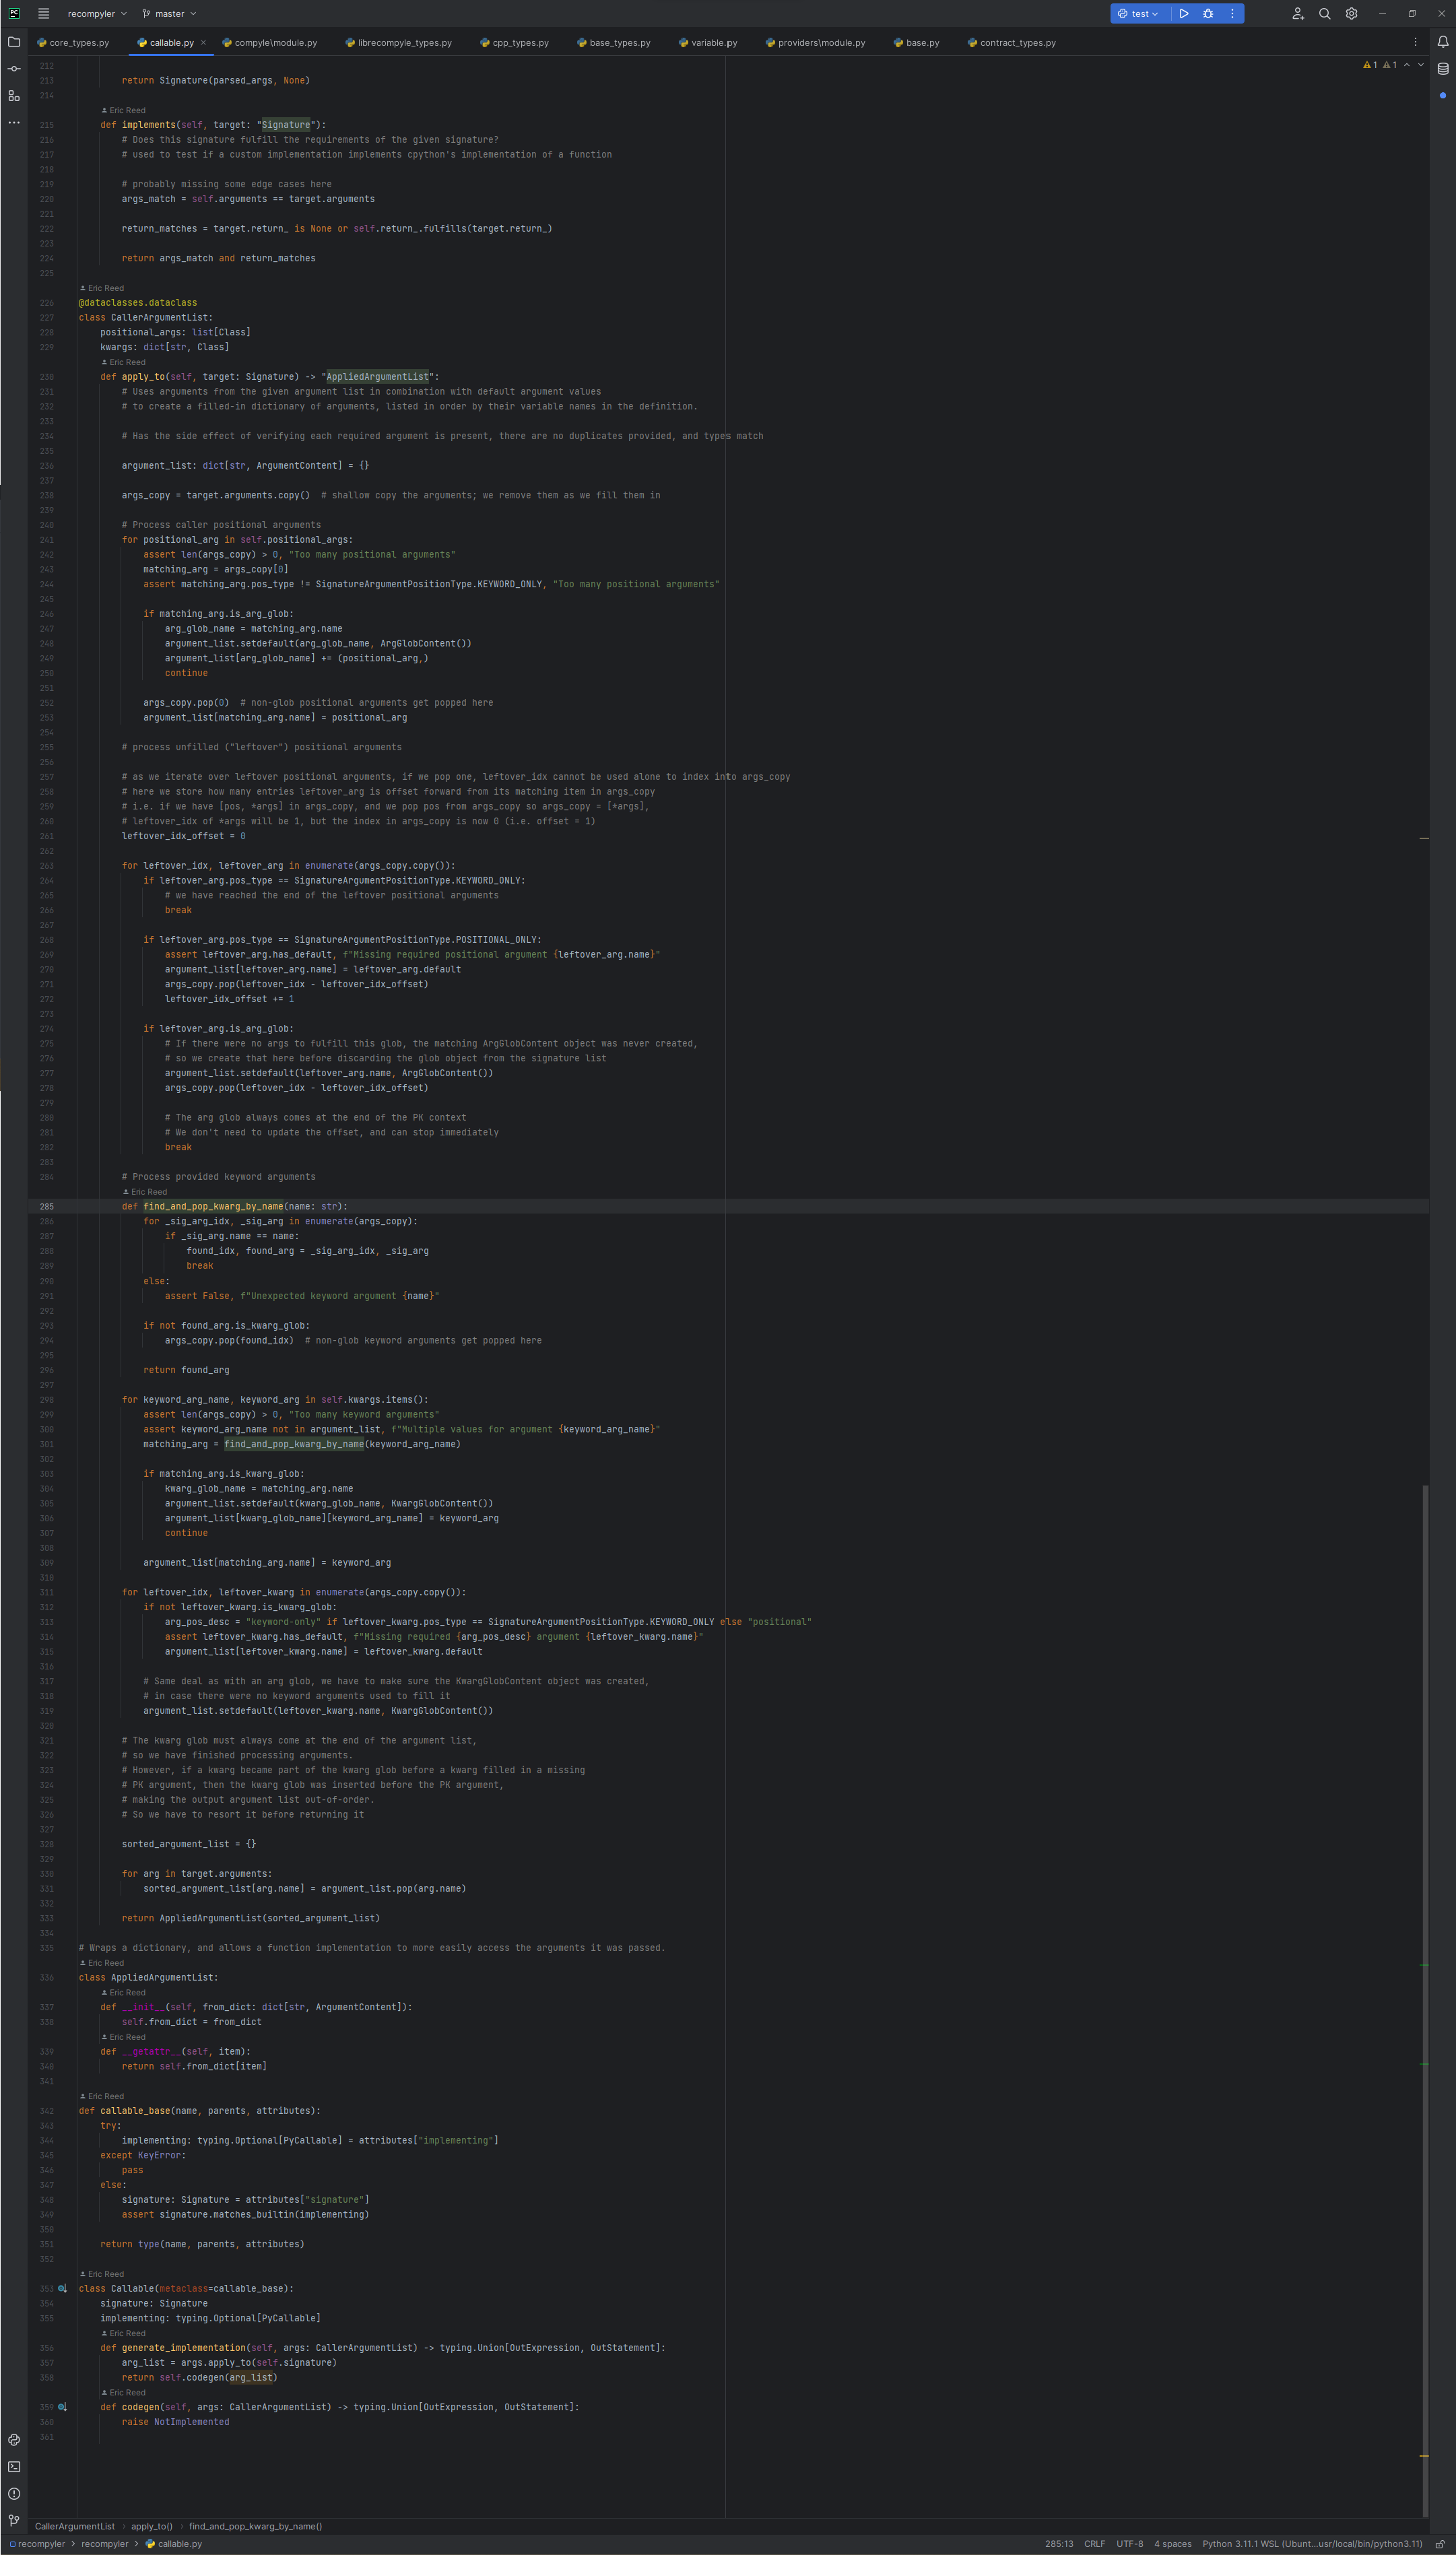 PC recompyler master test
core_types.py callable.py × compyle\module.py librecompyle_types.py cpp_types.py base_types.py variable.py providers\module.py base.py contract_types.py
212
213 return Signature(parsed_args, None)
1 1
214
Eric Reed
215 def implements(self, target: "Signature"):
216 # Does this signature fulfill the requirements of the given signature?
217 # used to test if a custom implementation implements cpython's implementation of a function
218
219 # probably missing some edge cases here
220 args_match = self.arguments == target.arguments
221
222 return_matches = target.return_ is None or self.return_.fulfills(target.return_)
223
224 return args_match and return_matches
225
Eric Reed
226 @dataclasses.dataclass
227 class CallerArgumentList:
228 positional_args: list[Class]
229 kwargs: dict[str, Class]
Eric Reed
230 def apply_to(self, target: Signature) -> "AppliedArgumentList":
231 # Uses arguments from the given argument list in combination with default argument values
232 # to create a filled-in dictionary of arguments, listed in order by their variable names in the definition.
233
234 # Has the side effect of verifying each required argument is present, there are no duplicates provided, and types match
235
236 argument_list: dict[str, ArgumentContent] = {}
237
238 args_copy = target.arguments.copy()  # shallow copy the arguments; we remove them as we fill them in
239
240 # Process caller positional arguments
241 for positional_arg in self.positional_args:
242 assert len(args_copy) > 0, "Too many positional arguments"
243 matching_arg = args_copy[0]
244 assert matching_arg.pos_type != SignatureArgumentPositionType.KEYWORD_ONLY, "Too many positional arguments"
245
246 if matching_arg.is_arg_glob:
247 arg_glob_name = matching_arg.name
248 argument_list.setdefault(arg_glob_name, ArgGlobContent())
249 argument_list[arg_glob_name] += (positional_arg,)
250 continue
251
252 args_copy.pop(0)  # non-glob positional arguments get popped here
253 argument_list[matching_arg.name] = positional_arg
254
255 # process unfilled ("leftover") positional arguments
256
257 # as we iterate over leftover positional arguments, if we pop one, leftover_idx cannot be used alone to index into args_copy
258 # here we store how many entries leftover_arg is offset forward from its matching item in args_copy
259 # i.e. if we have [pos, *args] in args_copy, and we pop pos from args_copy so args_copy = [*args],
260 # leftover_idx of *args will be 1, but the index in args_copy is now 0 (i.e. offset = 1)
261 leftover_idx_offset = 0
262
263 for leftover_idx, leftover_arg in enumerate(args_copy.copy()):
264 if leftover_arg.pos_type == SignatureArgumentPositionType.KEYWORD_ONLY:
265 # we have reached the end of the leftover positional arguments
266 break
267
268 if leftover_arg.pos_type == SignatureArgumentPositionType.POSITIONAL_ONLY:
269 assert leftover_arg.has_default, f"Missing required positional argument {leftover_arg.name}"
270 argument_list[leftover_arg.name] = leftover_arg.default
271 args_copy.pop(leftover_idx - leftover_idx_offset)
272 leftover_idx_offset += 1
273
274 if leftover_arg.is_arg_glob:
275 # If there were no args to fulfill this glob, the matching ArgGlobContent object was never created,
276 # so we create that here before discarding the glob object from the signature list
277 argument_list.setdefault(leftover_arg.name, ArgGlobContent())
278 args_copy.pop(leftover_idx - leftover_idx_offset)
279
280 # The arg glob always comes at the end of the PK context
281 # We don't need to update the offset, and can stop immediately
282 break
283
284 # Process provided keyword arguments
Eric Reed
285 def find_and_pop_kwarg_by_name(name: str):
286 for _sig_arg_idx, _sig_arg in enumerate(args_copy):
287 if _sig_arg.name == name:
288 found_idx, found_arg = _sig_arg_idx, _sig_arg
289 break
290 else:
291 assert False, f"Unexpected keyword argument {name}"
292
293 if not found_arg.is_kwarg_glob:
294 args_copy.pop(found_idx)  # non-glob keyword arguments get popped here
295
296 return found_arg
297
298 for keyword_arg_name, keyword_arg in self.kwargs.items():
299 assert len(args_copy) > 0, "Too many keyword arguments"
300 assert keyword_arg_name not in argument_list, f"Multiple values for argument {keyword_arg_name}"
301 matching_arg = find_and_pop_kwarg_by_name(keyword_arg_name)
302
303 if matching_arg.is_kwarg_glob:
304 kwarg_glob_name = matching_arg.name
305 argument_list.setdefault(kwarg_glob_name, KwargGlobContent())
306 argument_list[kwarg_glob_name][keyword_arg_name] = keyword_arg
307 continue
308
309 argument_list[matching_arg.name] = keyword_arg
310
311 for leftover_idx, leftover_kwarg in enumerate(args_copy.copy()):
312 if not leftover_kwarg.is_kwarg_glob:
313 arg_pos_desc = "keyword-only" if leftover_kwarg.pos_type == SignatureArgumentPositionType.KEYWORD_ONLY else "positional"
314 assert leftover_kwarg.has_default, f"Missing required {arg_pos_desc} argument {leftover_kwarg.name}"
315 argument_list[leftover_kwarg.name] = leftover_kwarg.default
316
317 # Same deal as with an arg glob, we have to make sure the KwargGlobContent object was created,
318 # in case there were no keyword arguments used to fill it
319 argument_list.setdefault(leftover_kwarg.name, KwargGlobContent())
320
321 # The kwarg glob must always come at the end of the argument list,
322 # so we have finished processing arguments.
323 # However, if a kwarg became part of the kwarg glob before a kwarg filled in a missing
324 # PK argument, then the kwarg glob was inserted before the PK argument,
325 # making the output argument list out-of-order.
326 # So we have to resort it before returning it
327
328 sorted_argument_list = {}
329
330 for arg in target.arguments:
331 sorted_argument_list[arg.name] = argument_list.pop(arg.name)
332
333 return AppliedArgumentList(sorted_argument_list)
334
335 # Wraps a dictionary, and allows a function implementation to more easily access the arguments it was passed.
Eric Reed
336 class AppliedArgumentList:
Eric Reed
337 def __init__(self, from_dict: dict[str, ArgumentContent]):
338 self.from_dict = from_dict
Eric Reed
339 def __getattr__(self, item):
340 return self.from_dict[item]
341
Eric Reed
342 def callable_base(name, parents, attributes):
343 try:
344 implementing: typing.Optional[PyCallable] = attributes["implementing"]
345 except KeyError:
346 pass
347 else:
348 signature: Signature = attributes["signature"]
349 assert signature.matches_builtin(implementing)
350
351 return type(name, parents, attributes)
352
Eric Reed
353 class Callable(metaclass=callable_base):
354 signature: Signature
355 implementing: typing.Optional[PyCallable]
Eric Reed
356 def generate_implementation(self, args: CallerArgumentList) -> typing.Union[OutExpression, OutStatement]:
357 arg_list = args.apply_to(self.signature)
358 return self.codegen(arg_list)
Eric Reed
359 def codegen(self, args: CallerArgumentList) -> typing.Union[OutExpression, OutStatement]:
360 raise NotImplemented
361
CallerArgumentList › apply_to() › find_and_pop_kwarg_by_name()
recompyler > recompyler > callable.py 285:13 CRLF UTF-8 4 spaces Python 3.11.1 WSL (Ubunt...usr/local/bin/python3.11)